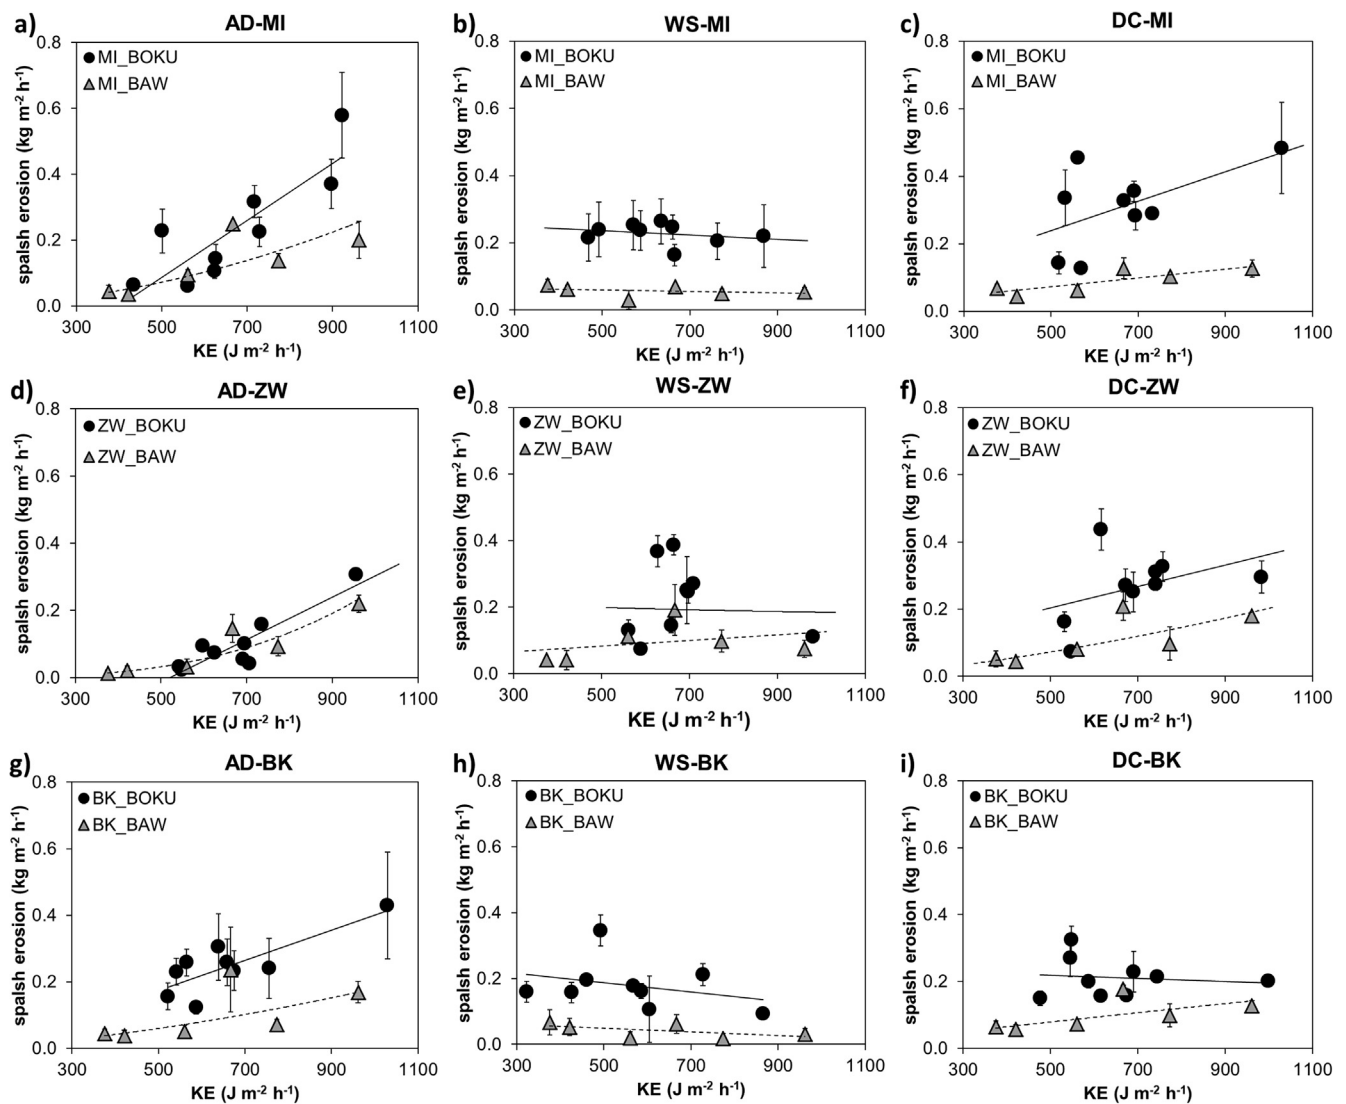 a) AD-MI
spalsh erosion (kg m⁻² h⁻¹)
MI_BOKU
MI_BAW
0.8
0.6
0.4
0.2
0.0
300 500 700 900 1100
KE (J m⁻² h⁻¹)
b) WS-MI
spalsh erosion (kg m⁻² h⁻¹)
MI_BOKU
MI_BAW
0.8
0.6
0.4
0.2
0.0
300 500 700 900 1100
KE (J m⁻² h⁻¹)
c) DC-MI
spalsh erosion (kg m⁻² h⁻¹)
MI_BOKU
MI_BAW
0.8
0.6
0.4
0.2
0.0
300 500 700 900 1100
KE (J m⁻² h⁻¹)
d) AD-ZW
spalsh erosion (kg m⁻² h⁻¹)
ZW_BOKU
ZW_BAW
0.8
0.6
0.4
0.2
0.0
300 500 700 900 1100
KE (J m⁻² h⁻¹)
e) WS-ZW
spalsh erosion (kg m⁻² h⁻¹)
ZW_BOKU
ZW_BAW
0.8
0.6
0.4
0.2
0.0
300 500 700 900 1100
KE (J m⁻² h⁻¹)
f) DC-ZW
spalsh erosion (kg m⁻² h⁻¹)
ZW_BOKU
ZW_BAW
0.8
0.6
0.4
0.2
0.0
300 500 700 900 1100
KE (J m⁻² h⁻¹)
g) AD-BK
spalsh erosion (kg m⁻² h⁻¹)
BK_BOKU
BK_BAW
0.8
0.6
0.4
0.2
0.0
300 500 700 900 1100
KE (J m⁻² h⁻¹)
h) WS-BK
spalsh erosion (kg m⁻² h⁻¹)
BK_BOKU
BK_BAW
0.8
0.6
0.4
0.2
0.0
300 500 700 900 1100
KE (J m⁻² h⁻¹)
i) DC-BK
spalsh erosion (kg m⁻² h⁻¹)
BK_BOKU
BK_BAW
0.8
0.6
0.4
0.2
0.0
300 500 700 900 1100
KE (J m⁻² h⁻¹)